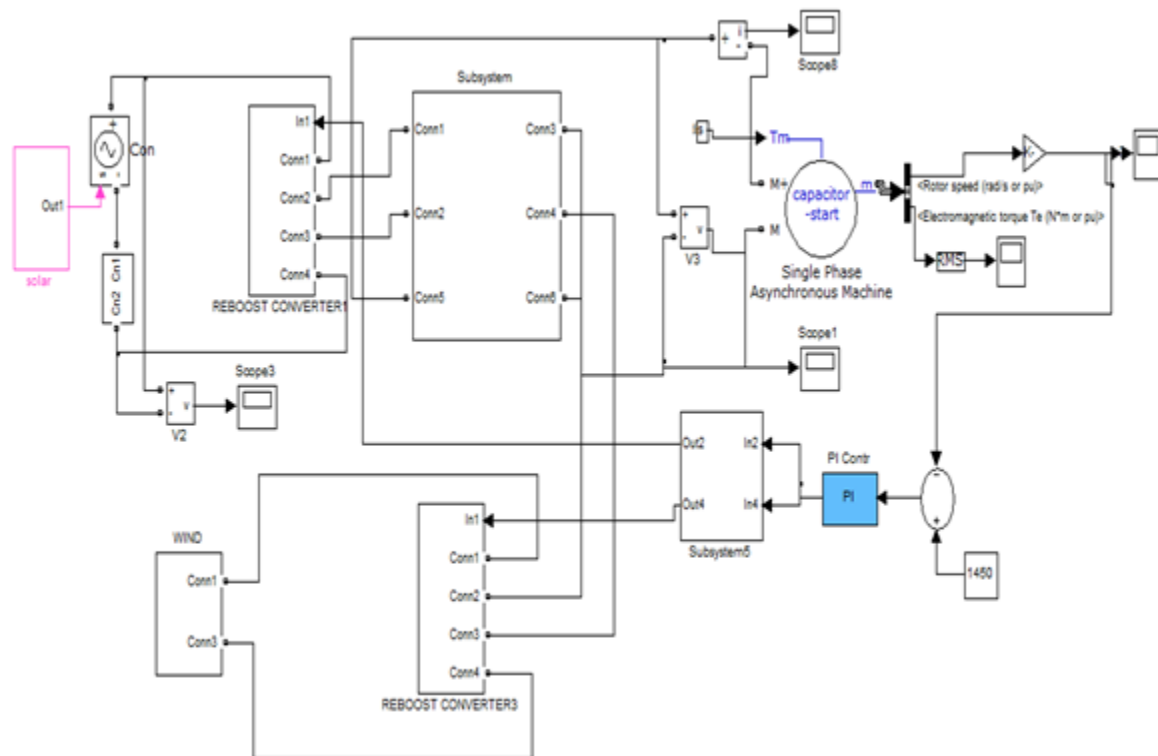 Scope8
Subsystem
Con
In1
Conn1
Conn2
Conn3
Conn4
REBOOST CONVERTER1
Conn1
Conn2
Conn5
Conn3
Conn4
Conn6
Out1
solar
Cn1
Cn2
Tm
M+
M
m
capacitor
-start
Single Phase
Asynchronous Machine
<Rotor speed (rad/s or pu)>
<Electromagnetic torque Te (N*m or pu)>
RMS
+
-
v
V3
Scope1
Scope3
+
-
v
V2
Out2
Out4
In2
In4
Subsystem5
PI Contr
PI
1450
WIND
Conn1
Conn3
In1
Conn1
Conn2
Conn3
Conn4
REBOOST CONVERTER3